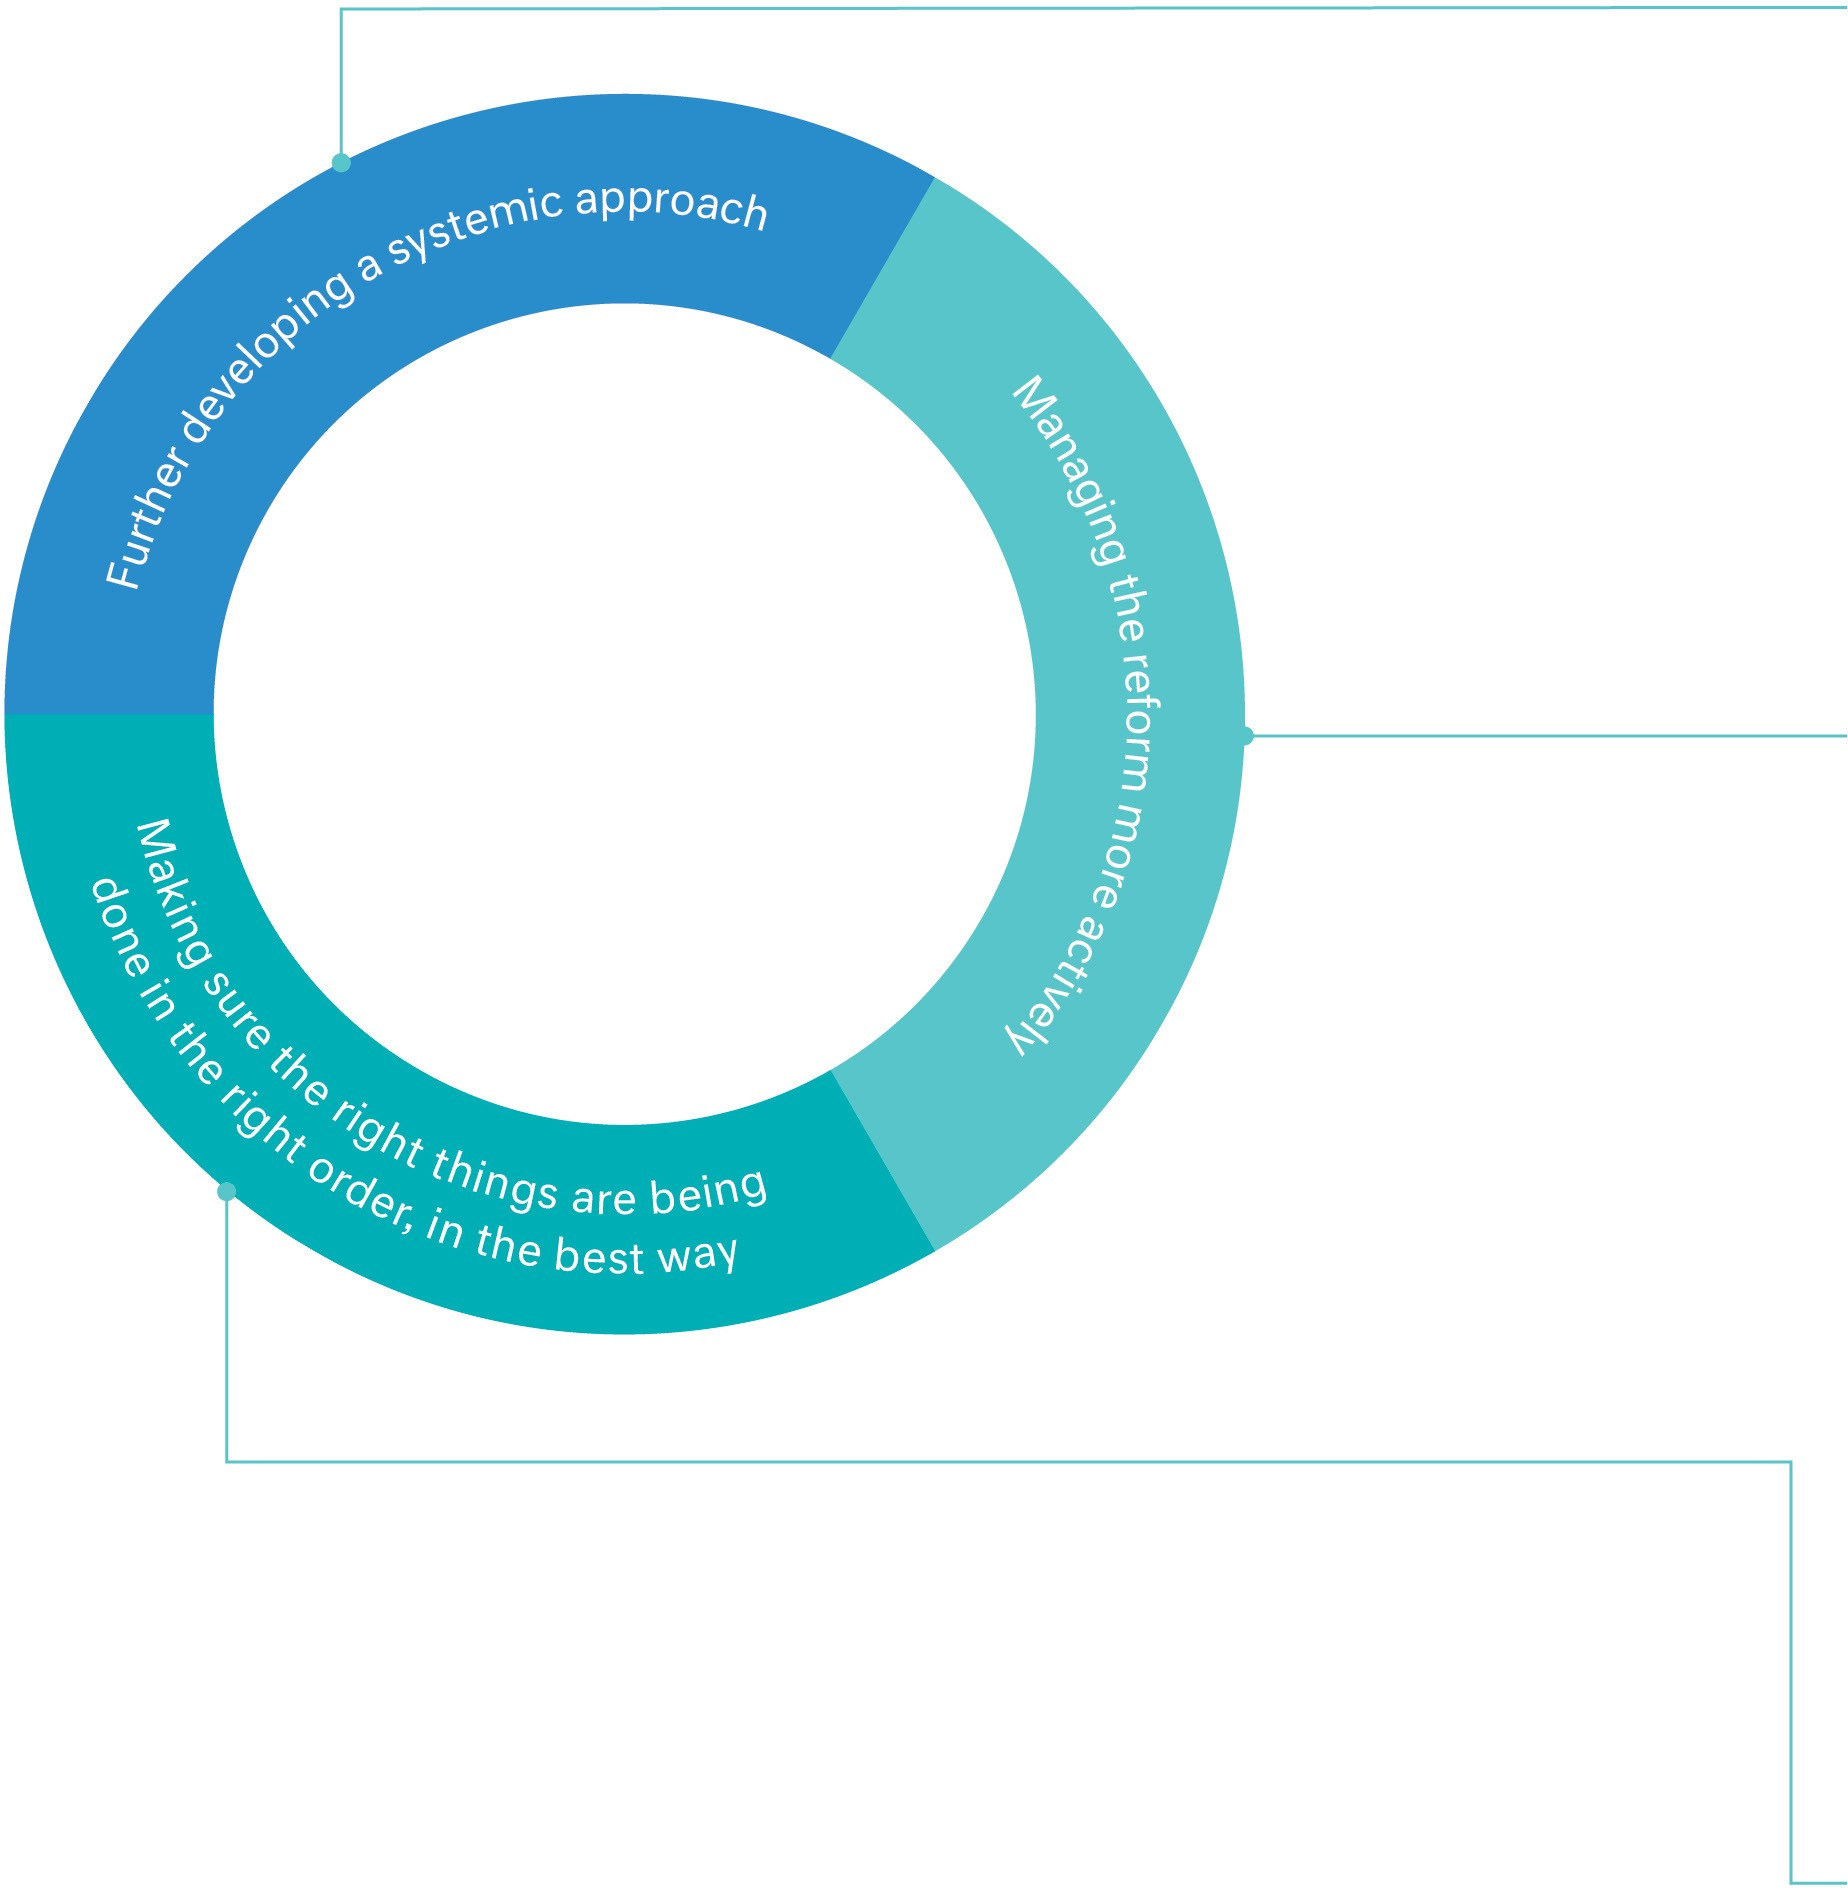 Further developing a systemic approach
Managing the reform more actively
Making sure the right things are being
done in the right order, in the best way